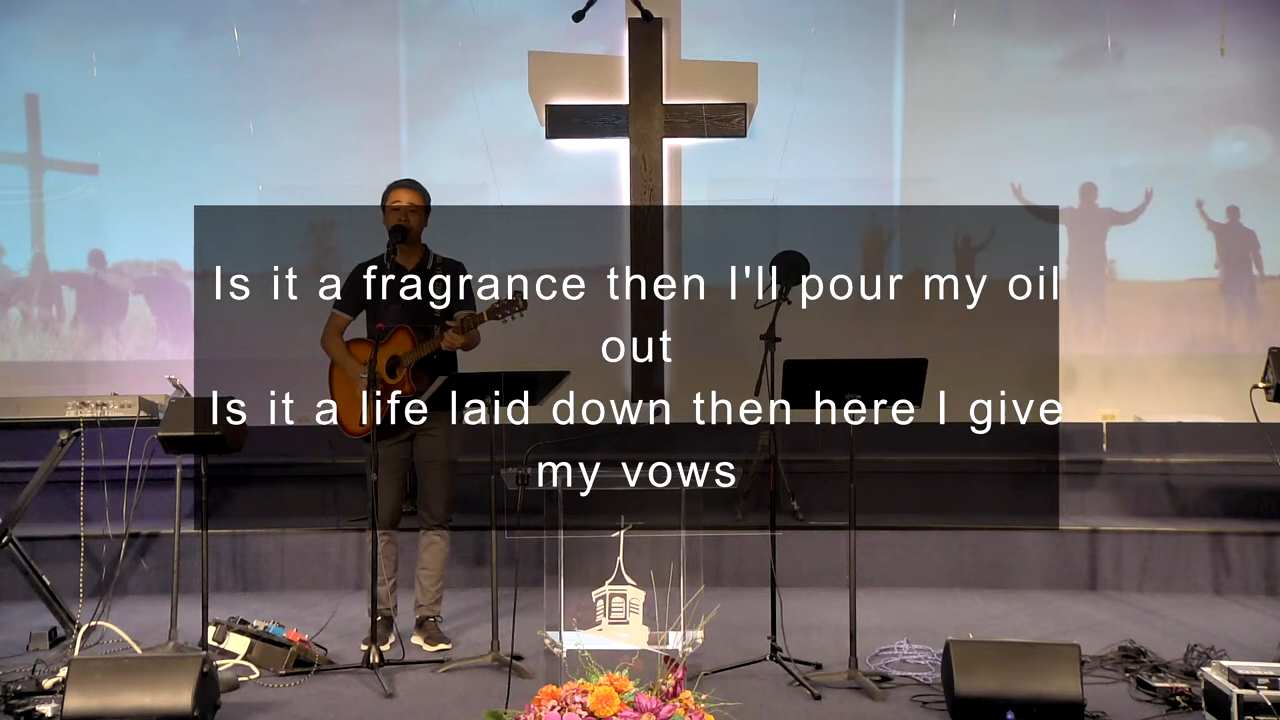 Is it a fragrance then I'll pour my oil
out
Is it a life laid down then here I give
my vows